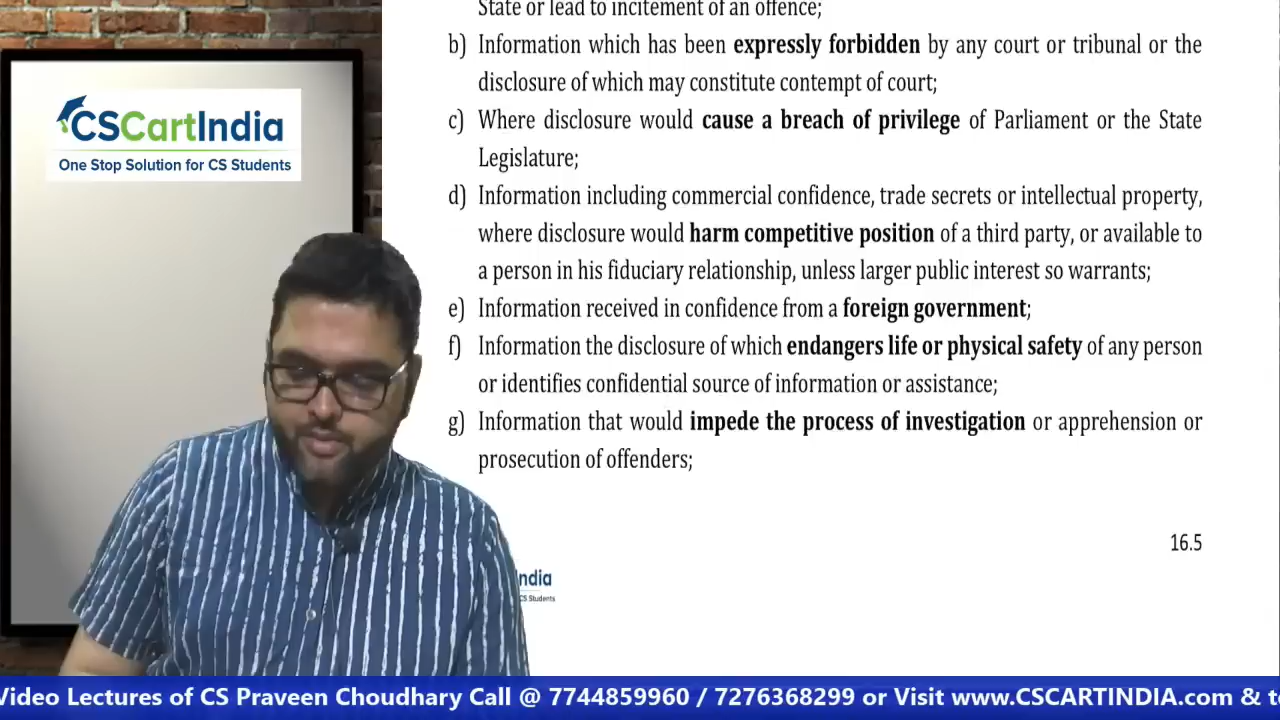 State or lead to incitement of an offence;
b) Information which has been expressly forbidden by any court or tribunal or the
disclosure of which may constitute contempt of court;
c) Where disclosure would cause a breach of privilege of Parliament or the State
Legislature;
d) Information including commercial confidence, trade secrets or intellectual property,
where disclosure would harm competitive position of a third party, or available to
a person in his fiduciary relationship, unless larger public interest so warrants;
e) Information received in confidence from a foreign government;
f) Information the disclosure of which endangers life or physical safety of any person
or identifies confidential source of information or assistance;
g) Information that would impede the process of investigation or apprehension or
prosecution of offenders;
16.5
CSCartIndia
One Stop Solution for CS Students
ndia
CS Students
Video Lectures of CS Praveen Choudhary Call @ 7744859960 / 7276368299 or Visit www.CSCARTINDIA.com & t